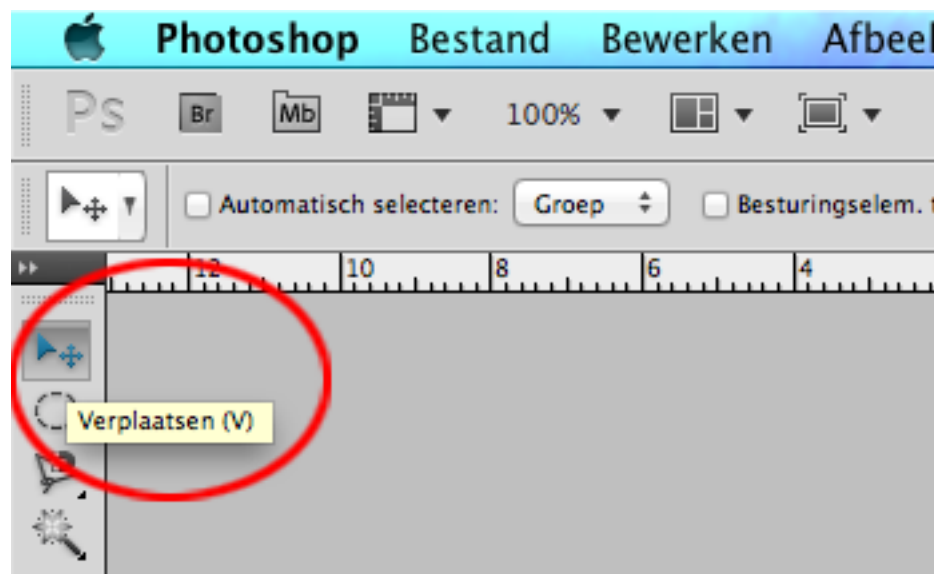 Photoshop Bestand Bewerken Afbeel
Ps Br Mb 100%
Automatisch selecteren: Groep Besturingselem. t
12 10 8 6 4
Verplaatsen (V)